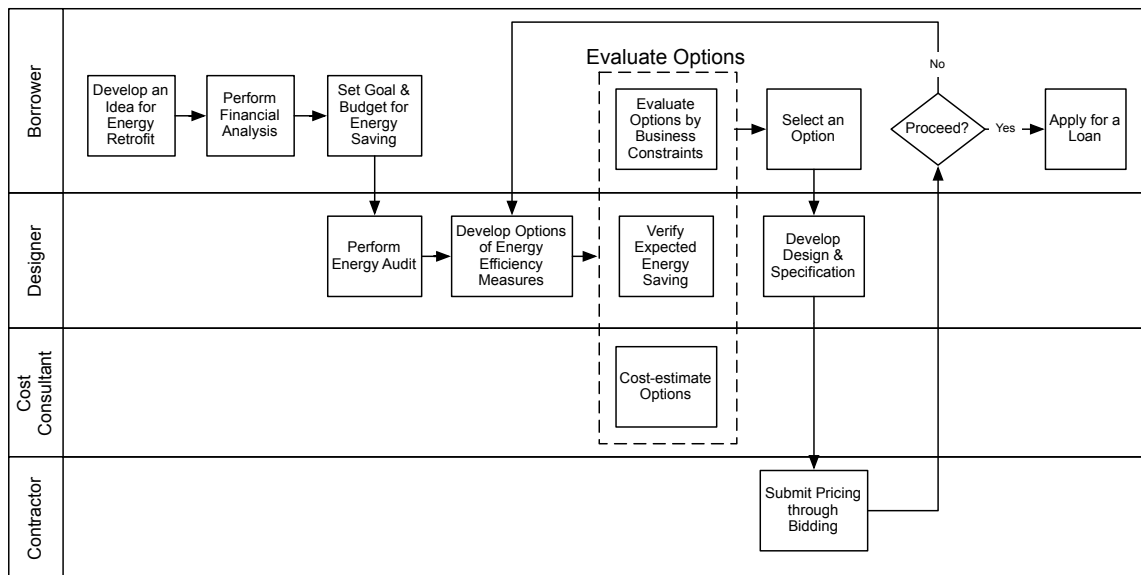 Borrower
Develop an
Idea for
Energy
Retrofit
Perform
Financial
Analysis
Set Goal &
Budget for
Energy
Saving
Evaluate Options
Evaluate
Options by
Business
Constraints
Select an
Option
No
Proceed?
Yes
Apply for a
Loan
Designer
Perform
Energy Audit
Develop Options
of Energy
Efficiency
Measures
Verify
Expected
Energy
Saving
Develop
Design &
Specification
Cost
Consultant
Cost-estimate
Options
Contractor
Submit Pricing
through
Bidding